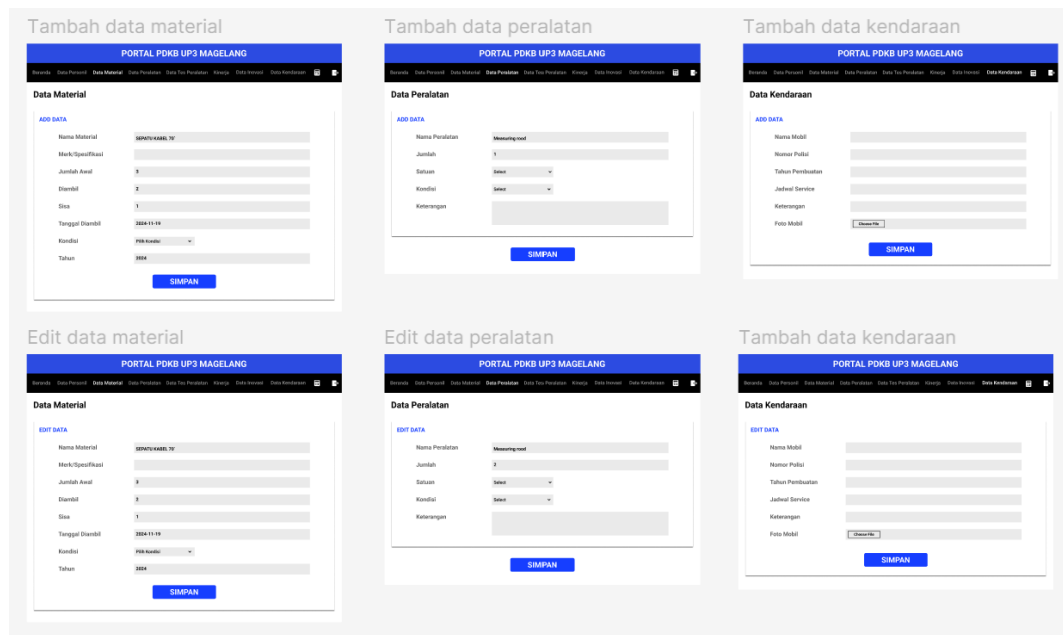 Tambah data material
PORTAL PDKB UP3 MAGELANG
Beranda Data Personil Data Material Data Peralatan Data Tes Peralatan Kinerja Data Inovasi Data Kendaraan
Data Material
ADD DATA
Nama Material SEPATU KABEL 70'
Merk/Spesifikasi
Jumlah Awal 3
Diambil 2
Sisa 1
Tanggal Diambil 2024-11-19
Kondisi Pilih Kondisi
Tahun 2024
SIMPAN
Tambah data peralatan
PORTAL PDKB UP3 MAGELANG
Beranda Data Personil Data Material Data Peralatan Data Tes Peralatan Kinerja Data Inovasi Data Kendaraan
Data Peralatan
ADD DATA
Nama Peralatan Measuring road
Jumlah 1
Satuan Select
Kondisi Select
Keterangan
SIMPAN
Tambah data kendaraan
PORTAL PDKB UP3 MAGELANG
Beranda Data Personil Data Material Data Peralatan Data Tes Peralatan Kinerja Data Inovasi Data Kendaraan
Data Kendaraan
ADD DATA
Nama Mobil
Nomor Polisi
Tahun Pembuatan
Jadwal Service
Keterangan
Foto Mobil Choose File
SIMPAN
Edit data material
PORTAL PDKB UP3 MAGELANG
Beranda Data Personil Data Material Data Peralatan Data Tes Peralatan Kinerja Data Inovasi Data Kendaraan
Data Material
EDIT DATA
Nama Material SEPATU KABEL 70'
Merk/Spesifikasi
Jumlah Awal 3
Diambil 2
Sisa 1
Tanggal Diambil 2024-11-19
Kondisi Pilih Kondisi
Tahun 2024
SIMPAN
Edit data peralatan
PORTAL PDKB UP3 MAGELANG
Beranda Data Personil Data Material Data Peralatan Data Tes Peralatan Kinerja Data Inovasi Data Kendaraan
Data Peralatan
EDIT DATA
Nama Peralatan Measuring road
Jumlah 2
Satuan Select
Kondisi Select
Keterangan
SIMPAN
Tambah data kendaraan
PORTAL PDKB UP3 MAGELANG
Beranda Data Personil Data Material Data Peralatan Data Tes Peralatan Kinerja Data Inovasi Data Kendaraan
Data Kendaraan
EDIT DATA
Nama Mobil
Nomor Polisi
Tahun Pembuatan
Jadwal Service
Keterangan
Foto Mobil Choose File
SIMPAN